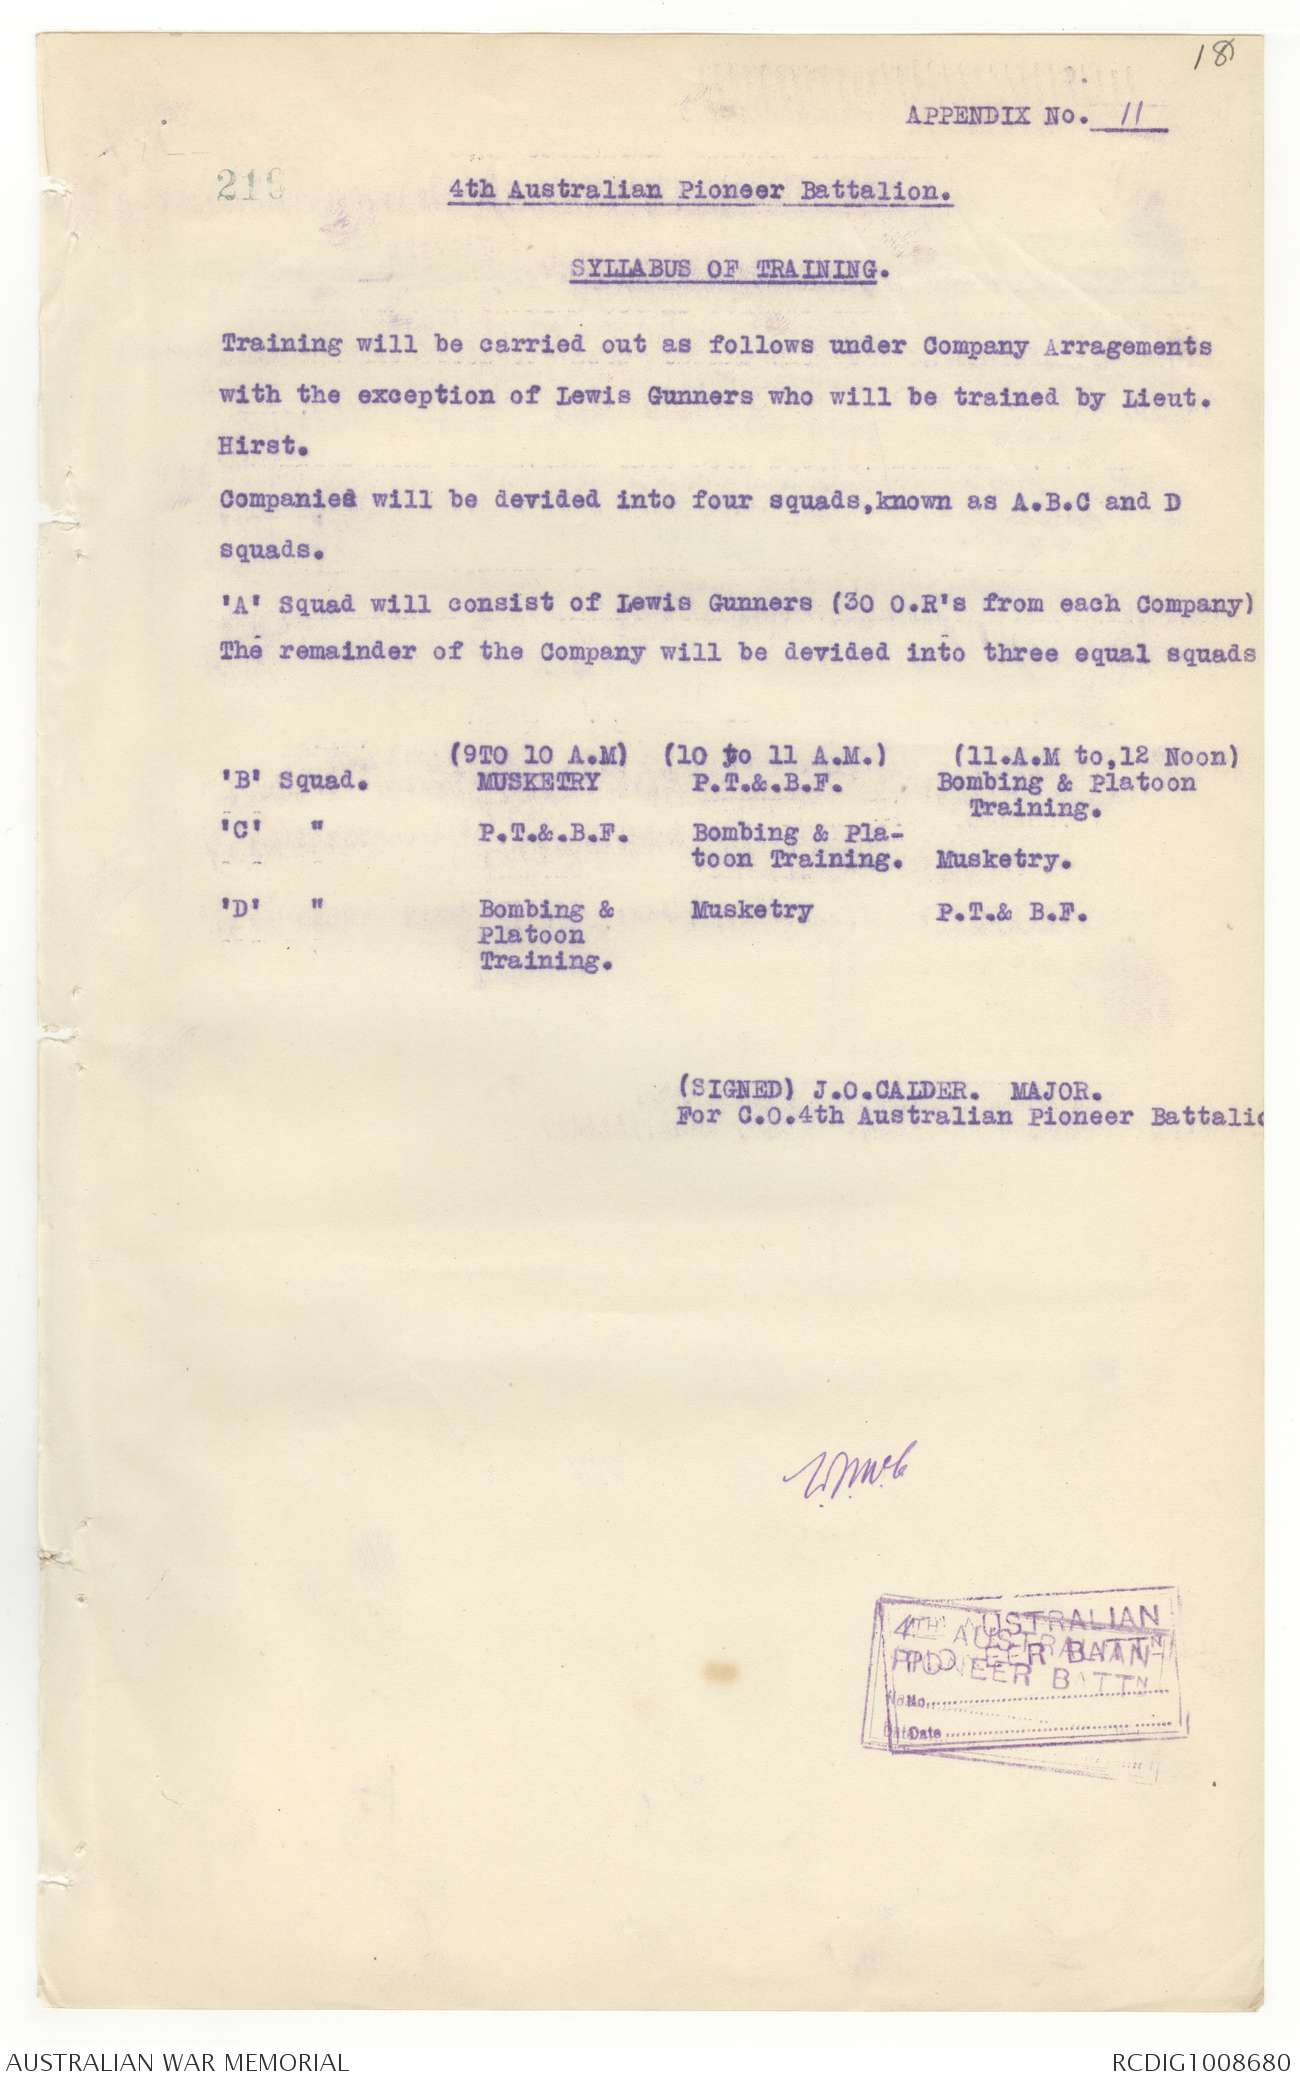 18
APPENDIX No. 11
219
4th Australian Pioneer Battalion.
SYLLABUS OF TRAINING.
Training will be carried out as follows under Company Arragements
with the exception of Lewis Gunners who will be trained by Lieut.
Hirst.
Companies will be devided into four squads,known as A.B.C and D
squads.
'A' Squad will consist of Lewis Gunners (30 O.R's from each Company)
The remainder of the Company will be devided into three equal squads
(9TO 10 A.M) (10 to 11 A.M.) (11.A.M to,12 Noon)
'B' Squad. MUSKETRY P.T.&.B.F. Bombing & Platoon
Training.
'C' " P.T.&.B.F. Bombing & Pla-
toon Training. Musketry.
'D' " Bombing & Musketry P.T.& B.F.
Platoon
Training.
(SIGNED) J.O.CALDER. MAJOR.
For C.O.4th Australian Pioneer Battalio
4TH AUSTRALIAN
PIONEER BATTN
No.
Date
AUSTRALIAN WAR MEMORIAL
RCDIG1008680